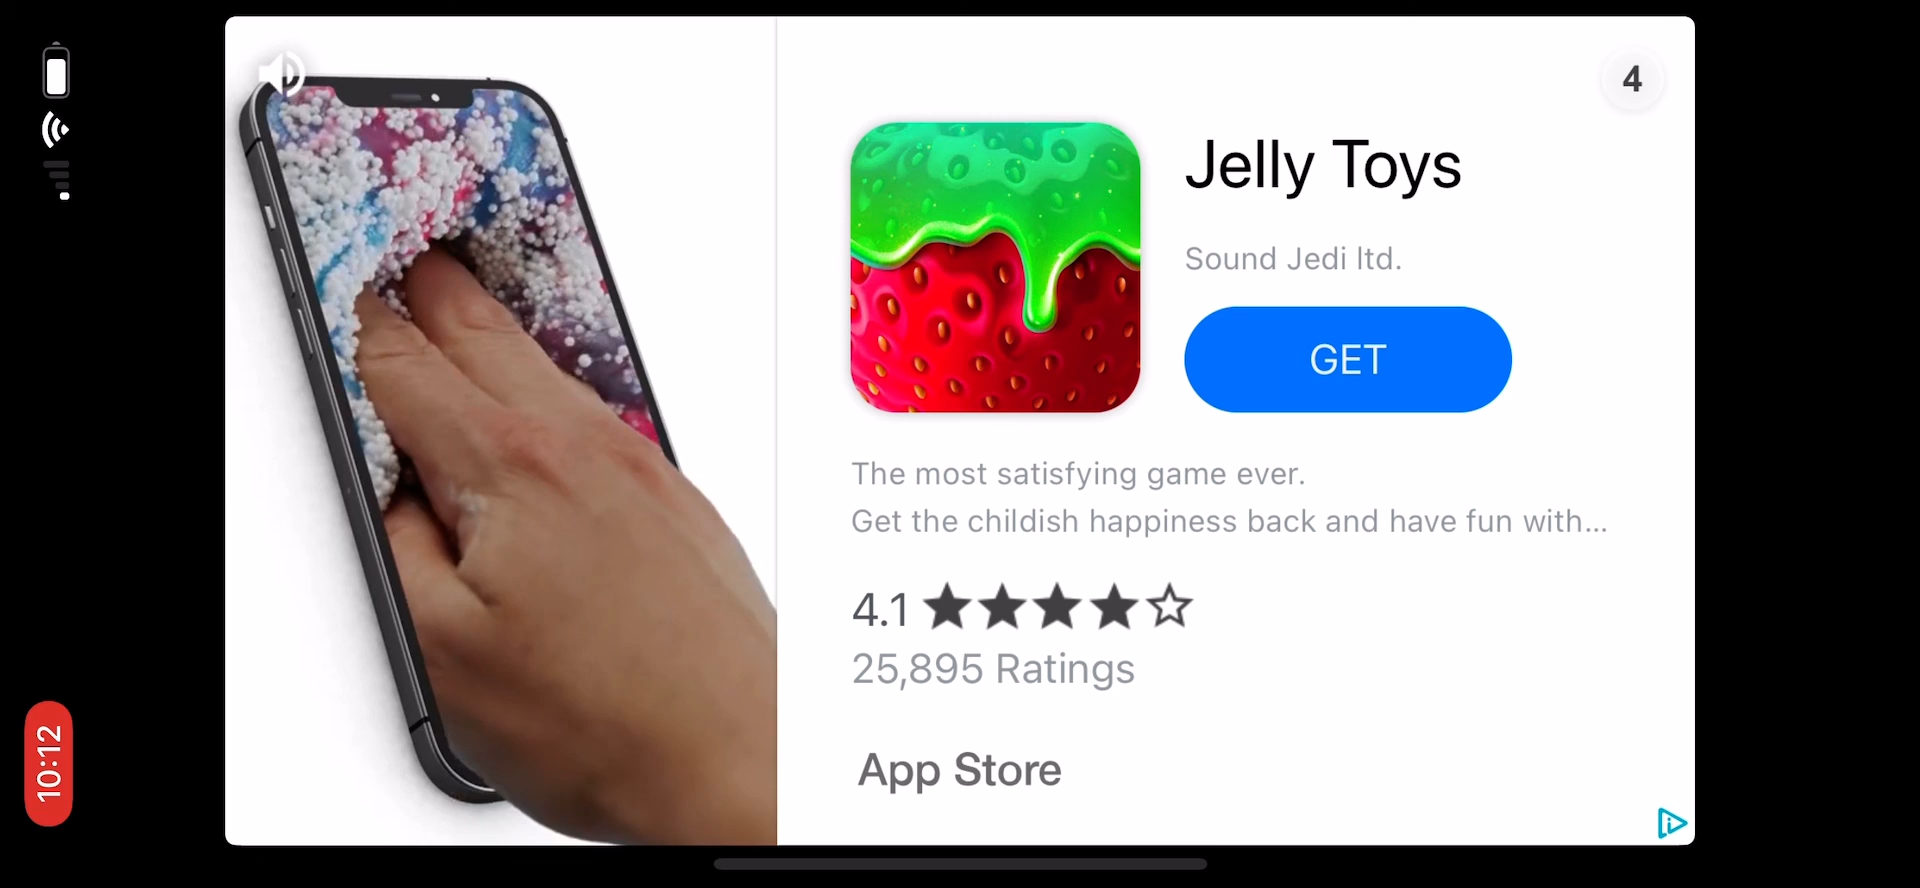 4
Jelly Toys
Sound Jedi ltd.
GET
The most satisfying game ever.
Get the childish happiness back and have fun with...
4.1
25,895 Ratings
App Store
10:12